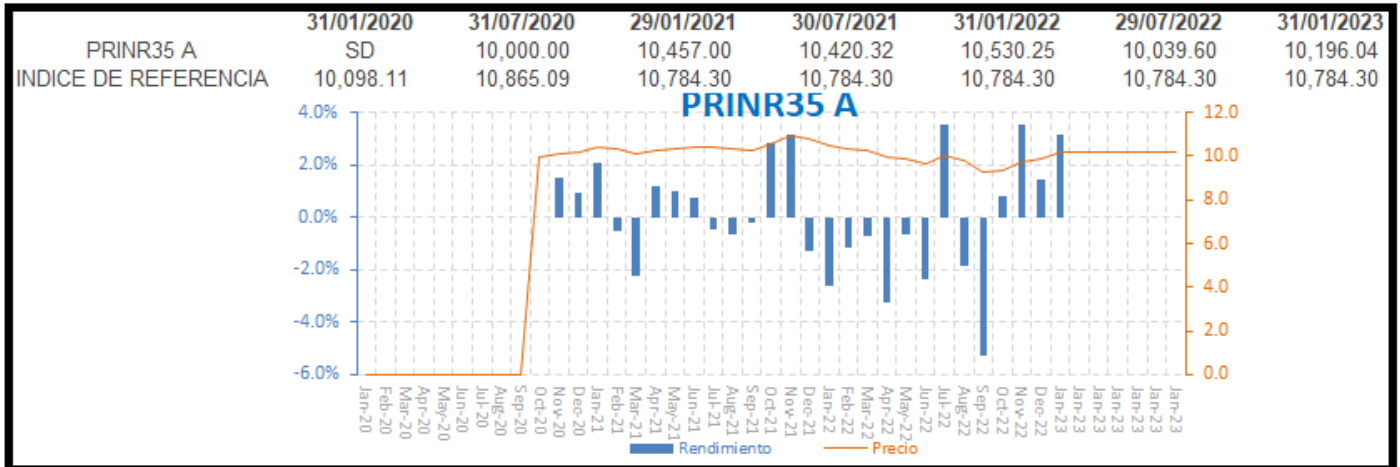 31/01/2020 31/07/2020 29/01/2021 30/07/2021 31/01/2022 29/07/2022 31/01/2023
PRINR35 A SD 10,000.00 10,457.00 10,420.32 10,530.25 10,039.60 10,196.04
INDICE DE REFERENCIA 10,098.11 10,865.09 10,784.30 10,784.30 10,784.30 10,784.30 10,784.30
PRINR35 A
4.0% 12.0
2.0% 10.0
0.0% 8.0
-2.0% 6.0
-4.0% 4.0
-6.0% 2.0
0.0
Jan-20 Feb-20 Mar-20 Apr-20 May-20 Jun-20 Jul-20 Aug-20 Sep-20 Oct-20 Nov-20 Dec-20 Jan-21 Feb-21 Mar-21 Apr-21 May-21 Jun-21 Jul-21 Aug-21 Sep-21 Oct-21 Nov-21 Dec-21 Jan-22 Feb-22 Mar-22 Apr-22 May-22 Jun-22 Jul-22 Aug-22 Sep-22 Oct-22 Nov-22 Dec-22 Jan-23 Jan-23 Jan-23 Jan-23 Jan-23 Jan-23 Jan-23
Rendimiento Precio